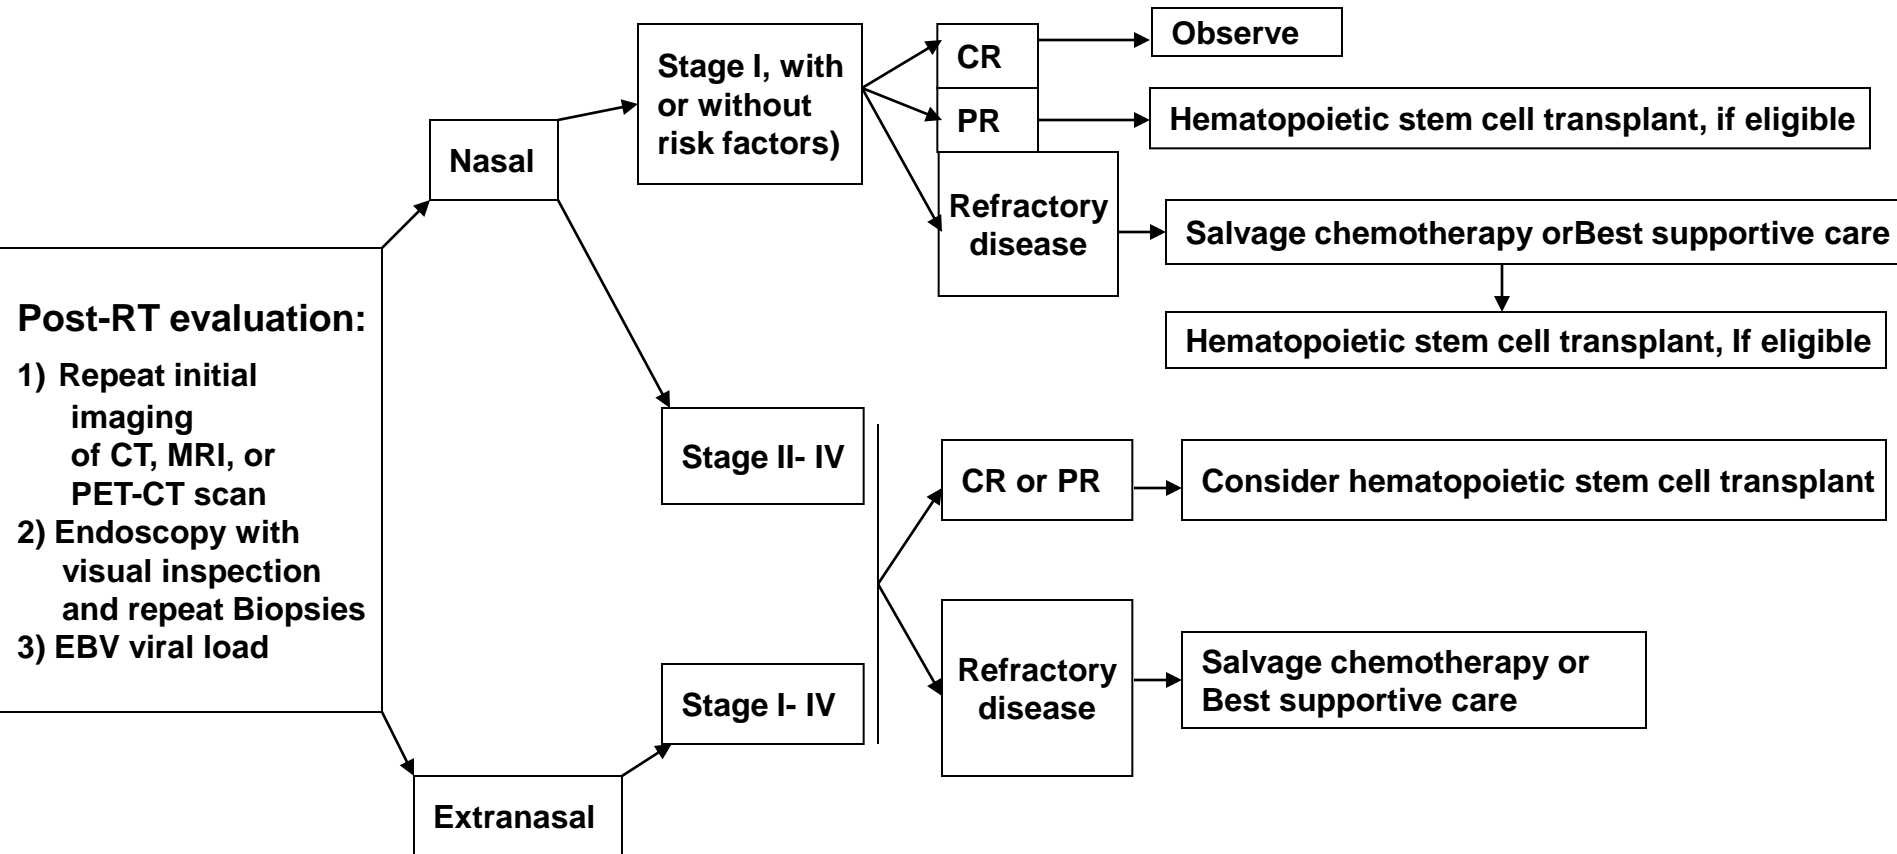 Post-RT evaluation:
1) Repeat initial
imaging
of CT, MRI, or
PET-CT scan
2) Endoscopy with
visual inspection
and repeat Biopsies
3) EBV viral load
Nasal
Extranasal
Stage I, with
or without
risk factors)
CR
Observe
PR
Hematopoietic stem cell transplant, if eligible
Refractory
disease
Salvage chemotherapy orBest supportive care
Hematopoietic stem cell transplant, If eligible
Stage II- IV
Stage I- IV
CR or PR
Consider hematopoietic stem cell transplant
Refractory
disease
Salvage chemotherapy or
Best supportive care